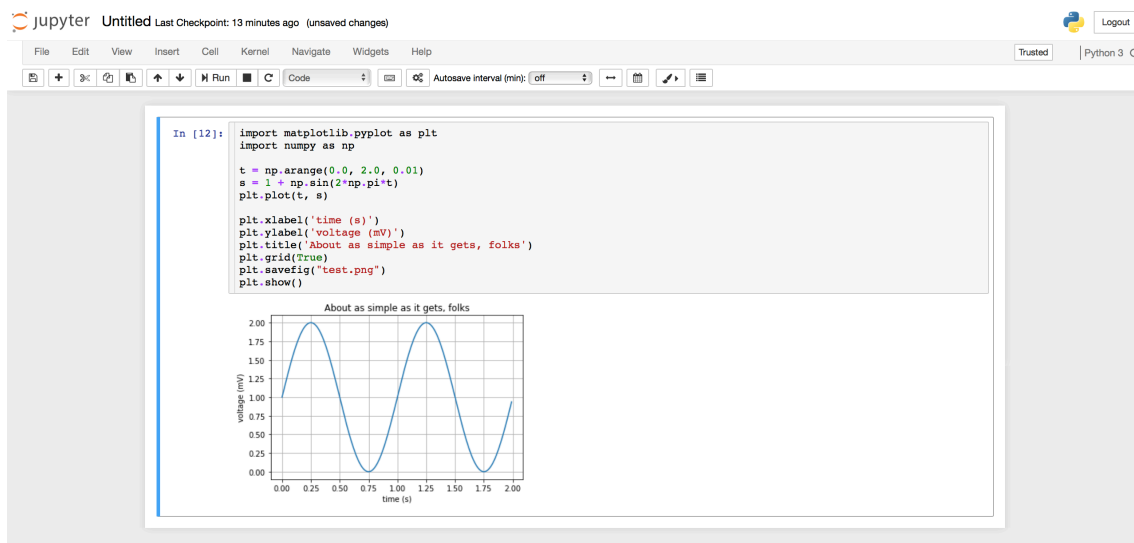 jupyter Untitled Last Checkpoint: 13 minutes ago (unsaved changes) Logout
File Edit View Insert Cell Kernel Navigate Widgets Help Trusted Python 3
Run Code Autosave interval (min): off
In [12]: import matplotlib.pyplot as plt
import numpy as np
t = np.arange(0.0, 2.0, 0.01)
s = 1 + np.sin(2*np.pi*t)
plt.plot(t, s)
plt.xlabel('time (s)')
plt.ylabel('voltage (mV)')
plt.title('About as simple as it gets, folks')
plt.grid(True)
plt.savefig("test.png")
plt.show()
About as simple as it gets, folks
2.00
1.75
1.50
1.25
1.00
0.75
0.50
0.25
0.00
voltage (mV)
0.00 0.25 0.50 0.75 1.00 1.25 1.50 1.75 2.00
time (s)